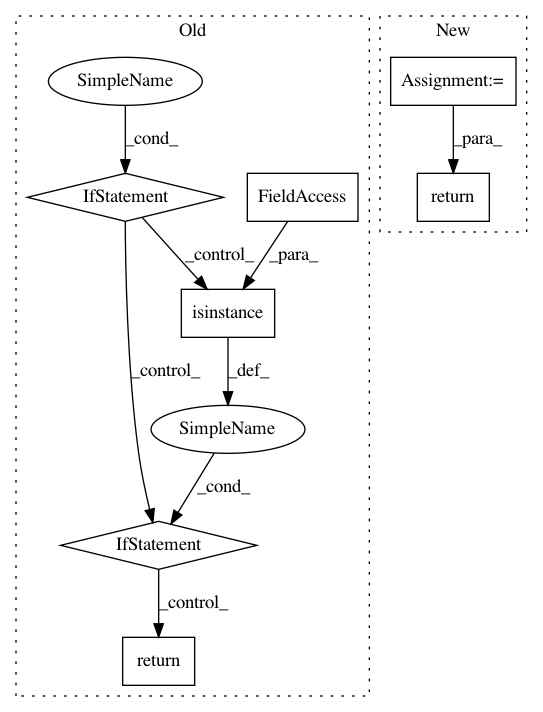 Old
New
SimpleName
Assignment:=
_cond_
_para_
IfStatement
FieldAccess
return
_control_
_para_
isinstance
_control_
_def_
SimpleName
_cond_
IfStatement
_control_
return